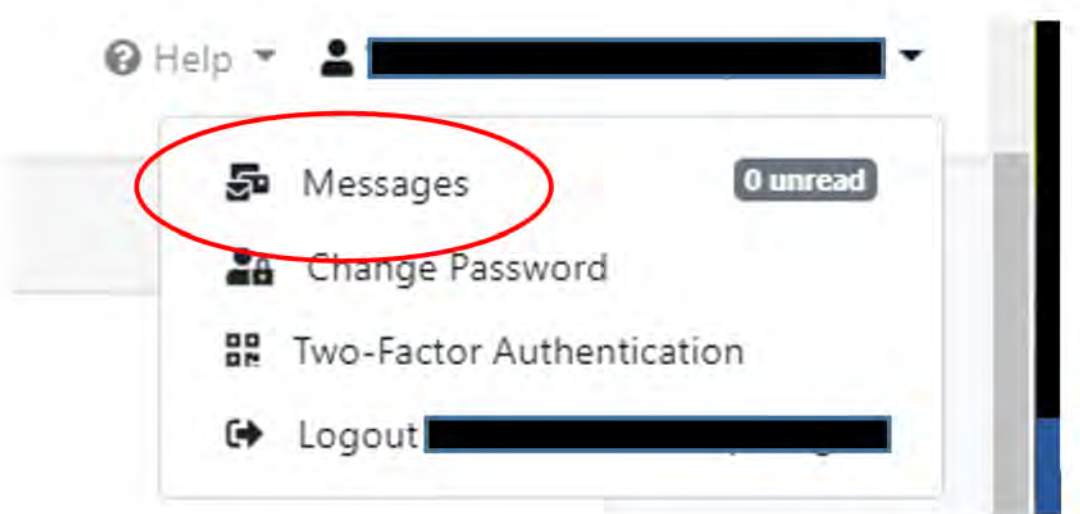 Help
Messages 0 unread
Change Password
Two-Factor Authentication
Logout